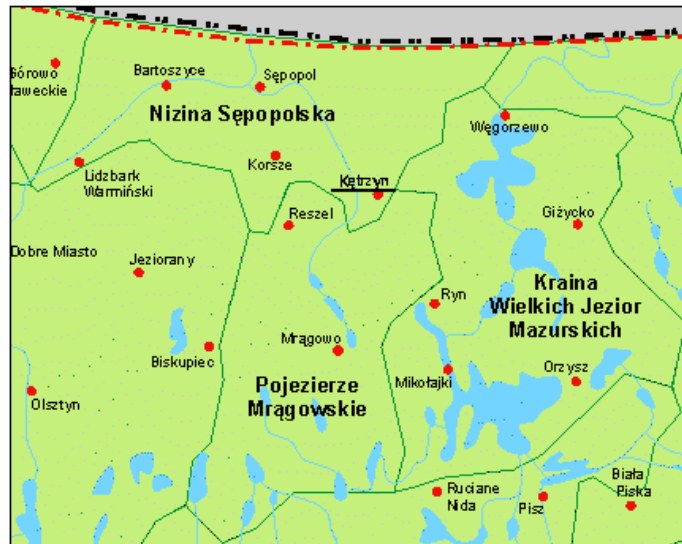 Bartoszyce
Sępopol
Górowo
Iławeckie
Nizina Sępopolska
Węgorzewo
Korsze
Lidzbark
Warmiński
Kętrzyn
Reszel
Giżycko
Dobre Miasto
Jeziorany
Kraina
Wielkich Jezior
Mazurskich
Ryn
Mrągowo
Biskupiec
Mikołajki
Orzysz
Pojezierze
Mrągowskie
Olsztyn
Biała
Piska
Ruciane
Nida
Pisz